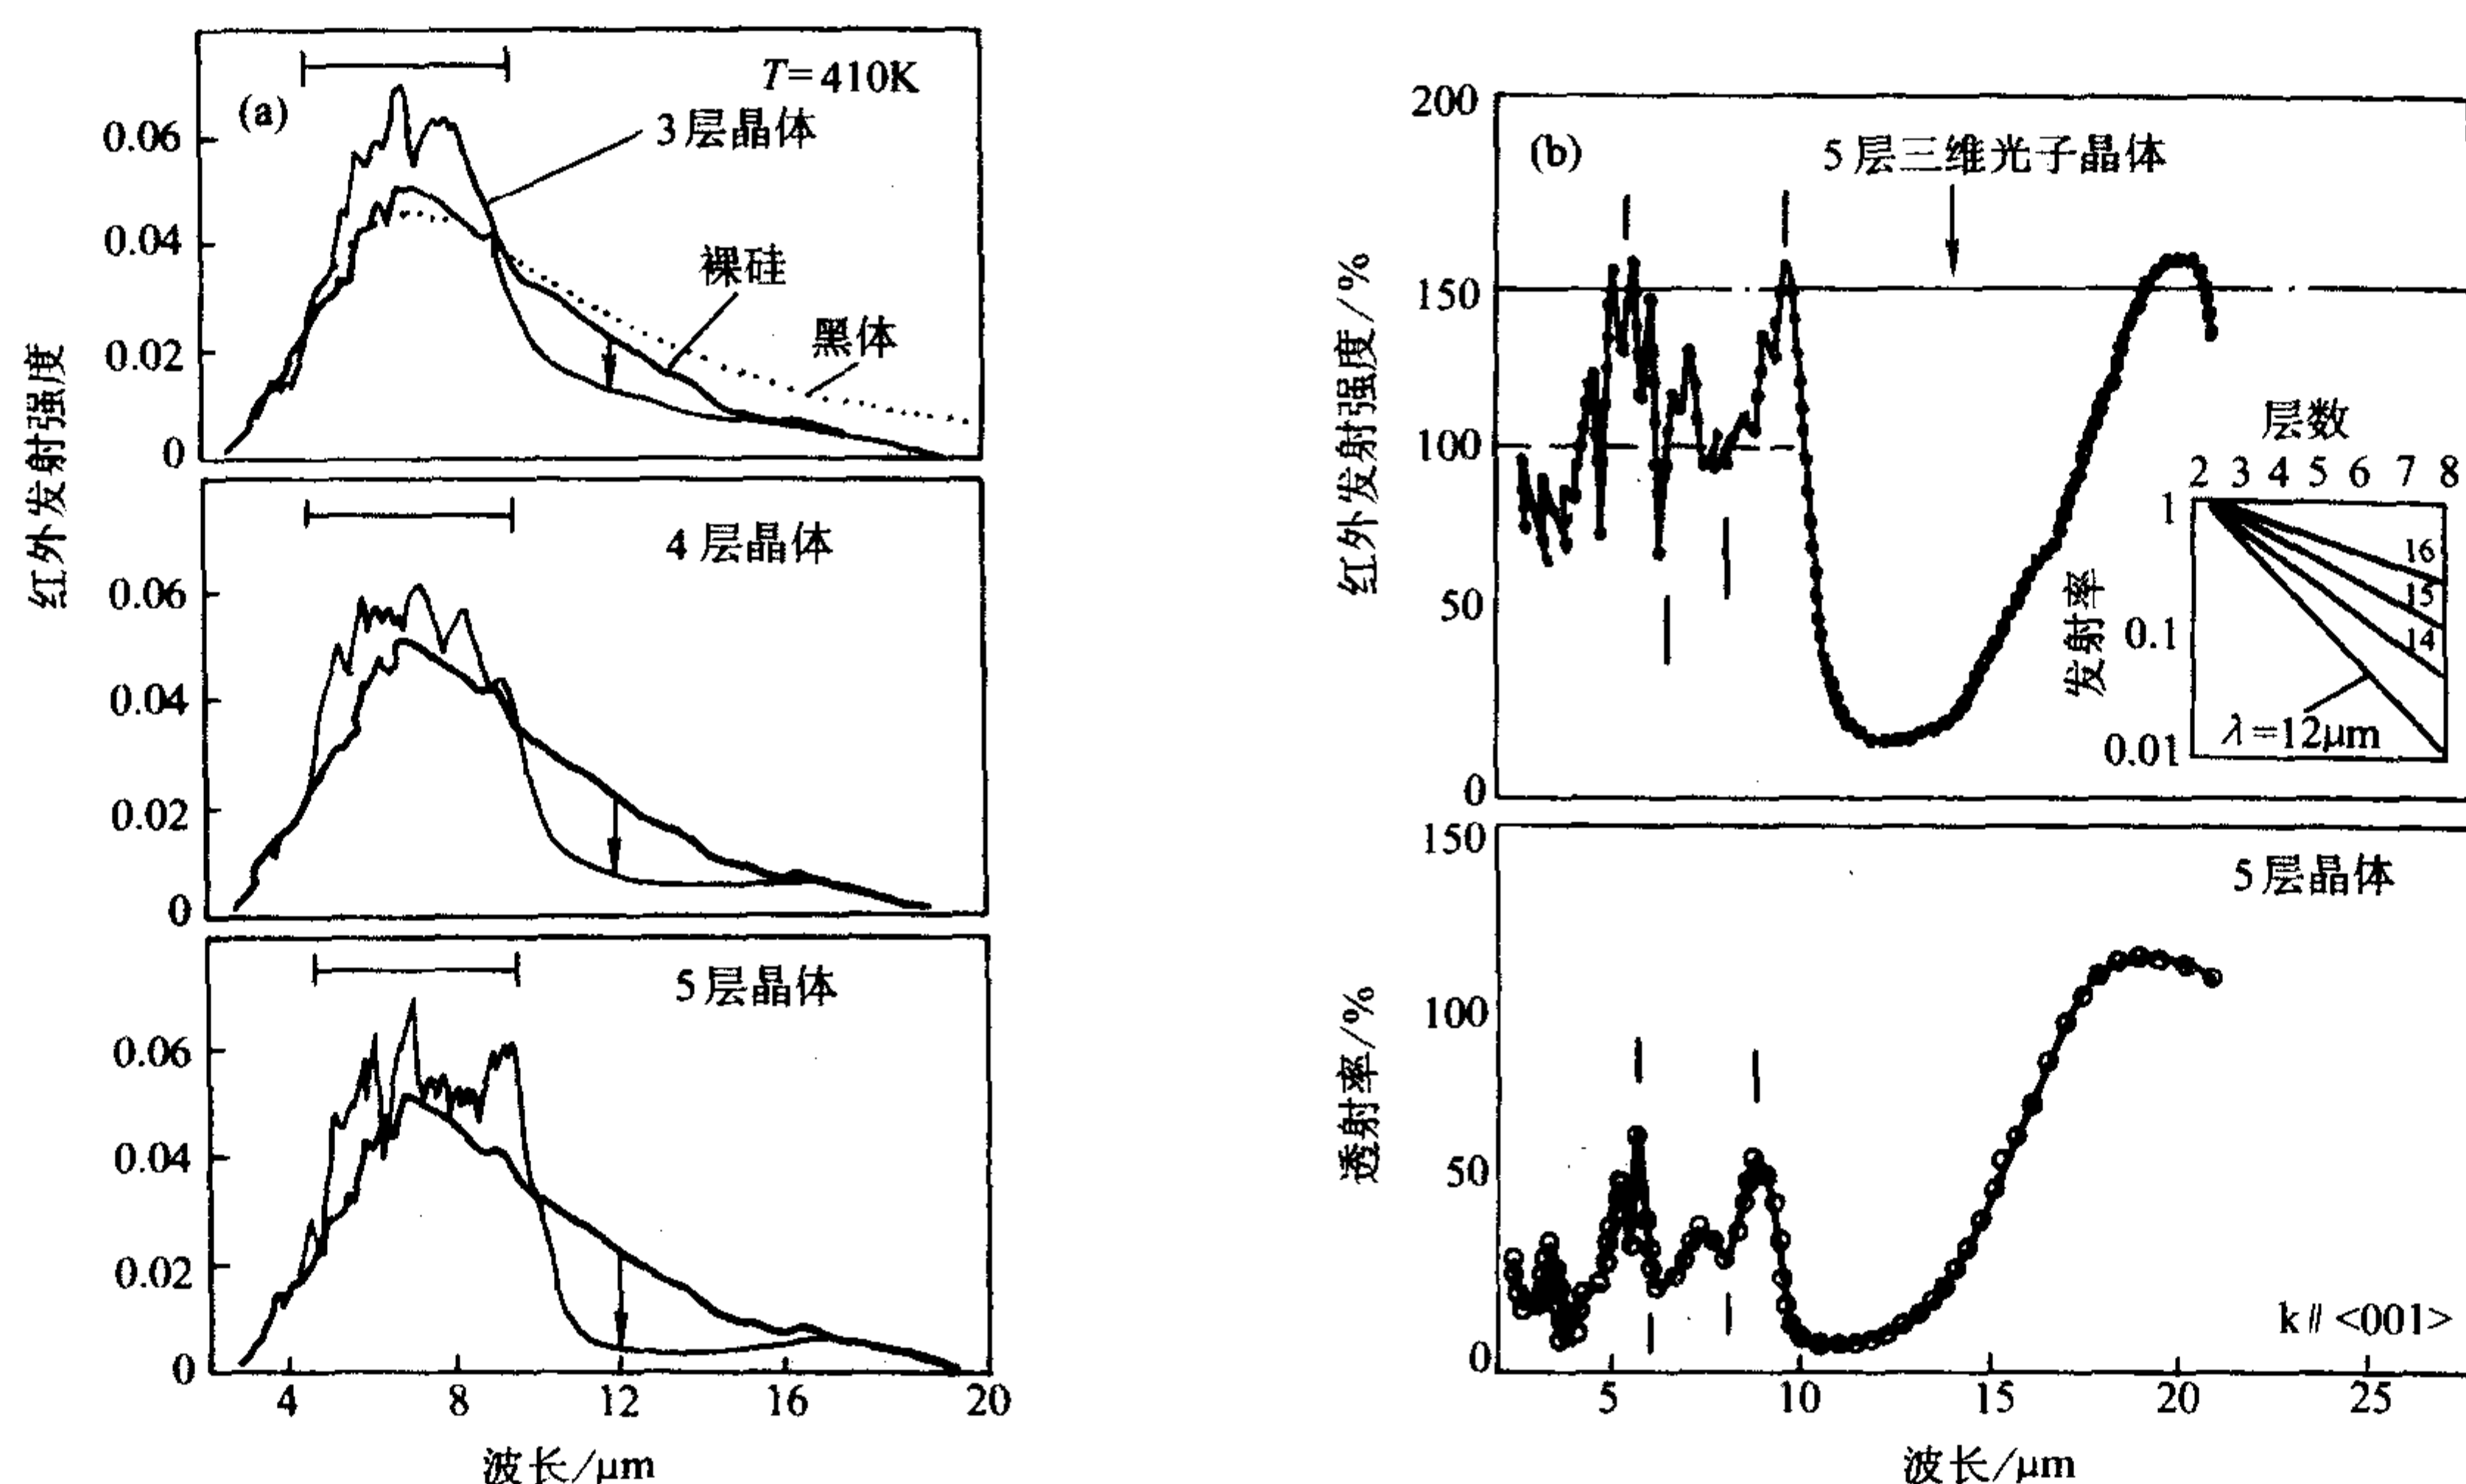 (a)
T=410K
3层晶体
裸硅
黑体
0.06
0.04
0.02
0
4层晶体
0.06
0.04
0.02
0
5层晶体
0.06
0.04
0.02
0
4 8 12 16 20
红外发射强度
波长/μm
(b)
5层三维光子晶体
200
150
100
50
0
红外发射强度/%
层数
2 3 4 5 6 7 8
1
0.1
0.01
发射率
16
15
14
λ=12μm
5层晶体
150
100
50
0
透射率/%
k∥<001>
5 10 15 20 25
波长/μm